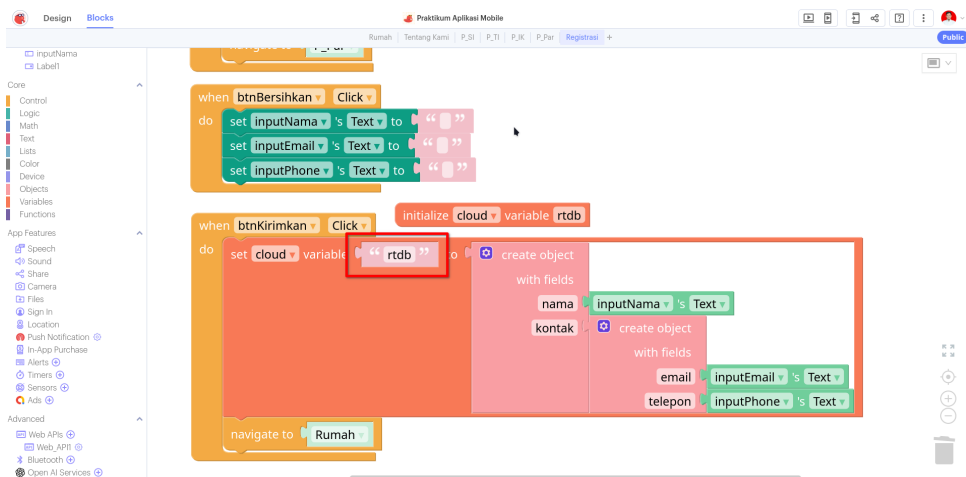 Design Blocks Praktikum Aplikasi Mobile
Rumah Tentang Kami P_SI P_TI P_IK P_Par Registrasi +
Public
inputNama
Label1
Core
Control
Logic
Math
Text
Lists
Color
Device
Objects
Variables
Functions
App Features
Speech
Sound
Share
Camera
Files
Sign In
Location
Push Notification
In-App Purchase
Alerts
Timers
Sensors
Ads
Advanced
Web APIs
Web_API1
Bluetooth
Open AI Services
navigate to P_Par
when btnBersihkan Click
do set inputNama 's Text to “ ”
set inputEmail 's Text to “ ”
set inputPhone 's Text to “ ”
initialize cloud variable rtdb
when btnKirimkan Click
do set cloud variable “ rtdb ” to create object
with fields
nama inputNama 's Text
kontak create object
with fields
email inputEmail 's Text
telepon inputPhone 's Text
navigate to Rumah